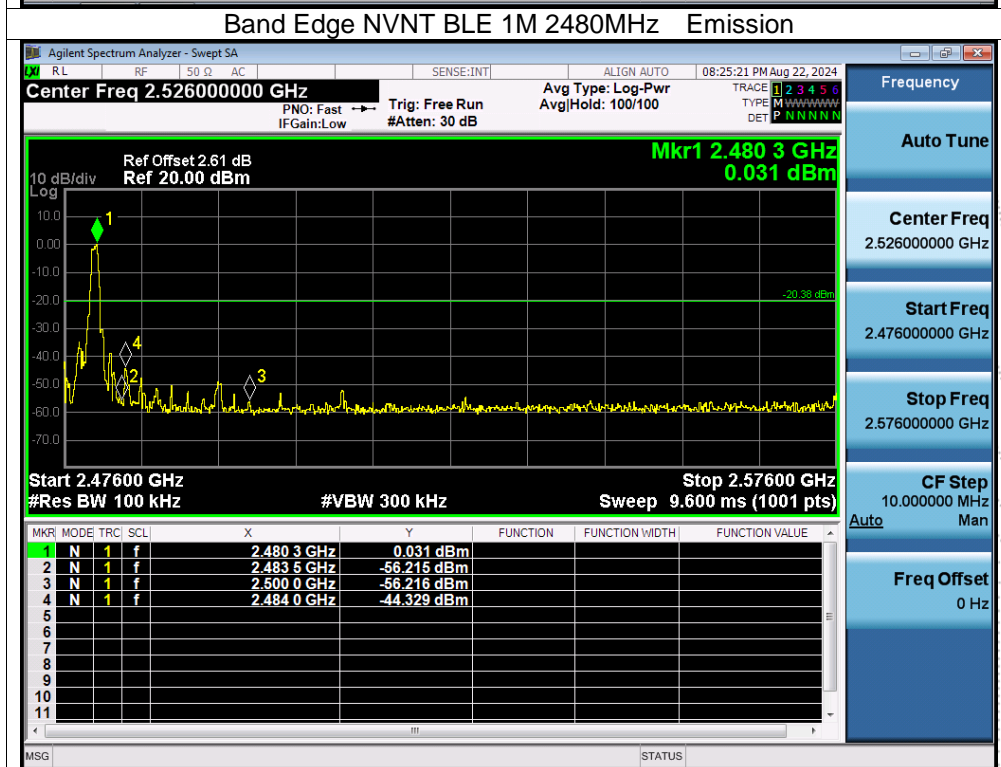 Band Edge NVNT BLE 1M 2480MHz Emission
Agilent Spectrum Analyzer - Swept SA
LXI RL RF 50 Ω AC SENSE:INT ALIGN AUTO 08:25:21 PM Aug 22, 2024
Center Freq 2.526000000 GHz
PNO: Fast
IFGain:Low
Trig: Free Run
#Atten: 30 dB
Avg Type: Log-Pwr
Avg|Hold: 100/100
TRACE 1 2 3 4 5 6
TYPE M WWWWW
DET P N N N N N
Mkr1 2.480 3 GHz
0.031 dBm
Ref Offset 2.61 dB
10 dB/div Ref 20.00 dBm
Log
10.0
0.00
-10.0
-20.0
-30.0
-40.0
-50.0
-60.0
-70.0
1
4
2
3
-20.38 dBm
Start 2.47600 GHz Stop 2.57600 GHz
#Res BW 100 kHz #VBW 300 kHz Sweep 9.600 ms (1001 pts)
MKR MODE TRC SCL X Y FUNCTION FUNCTION WIDTH FUNCTION VALUE
1 N 1 f 2.480 3 GHz 0.031 dBm
2 N 1 f 2.483 5 GHz -56.215 dBm
3 N 1 f 2.500 0 GHz -56.216 dBm
4 N 1 f 2.484 0 GHz -44.329 dBm
5
6
7
8
9
10
11
MSG STATUS
Frequency
Auto Tune
Center Freq
2.526000000 GHz
Start Freq
2.476000000 GHz
Stop Freq
2.576000000 GHz
CF Step
10.000000 MHz
Auto Man
Freq Offset
0 Hz